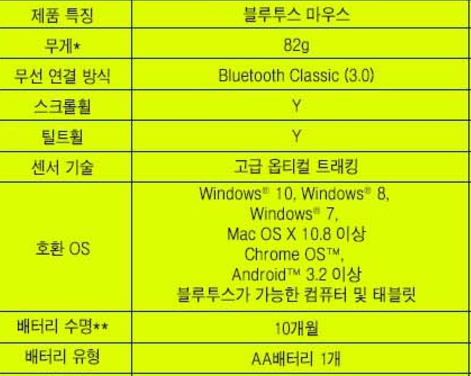 제품 특징 블루투스 마우스
무게* 82g
무선 연결 방식 Bluetooth Classic (3.0)
스크롤휠 Y
틸트휠 Y
센서 기술 고급 옵티컬 트래킹
호환 OS
Windows® 10, Windows® 8,
Windows® 7,
Mac OS X 10.8 이상
Chrome OS™,
Android™ 3.2 이상
블루투스가 가능한 컴퓨터 및 태블릿
배터리 수명** 10개월
배터리 유형 AA배터리 1개